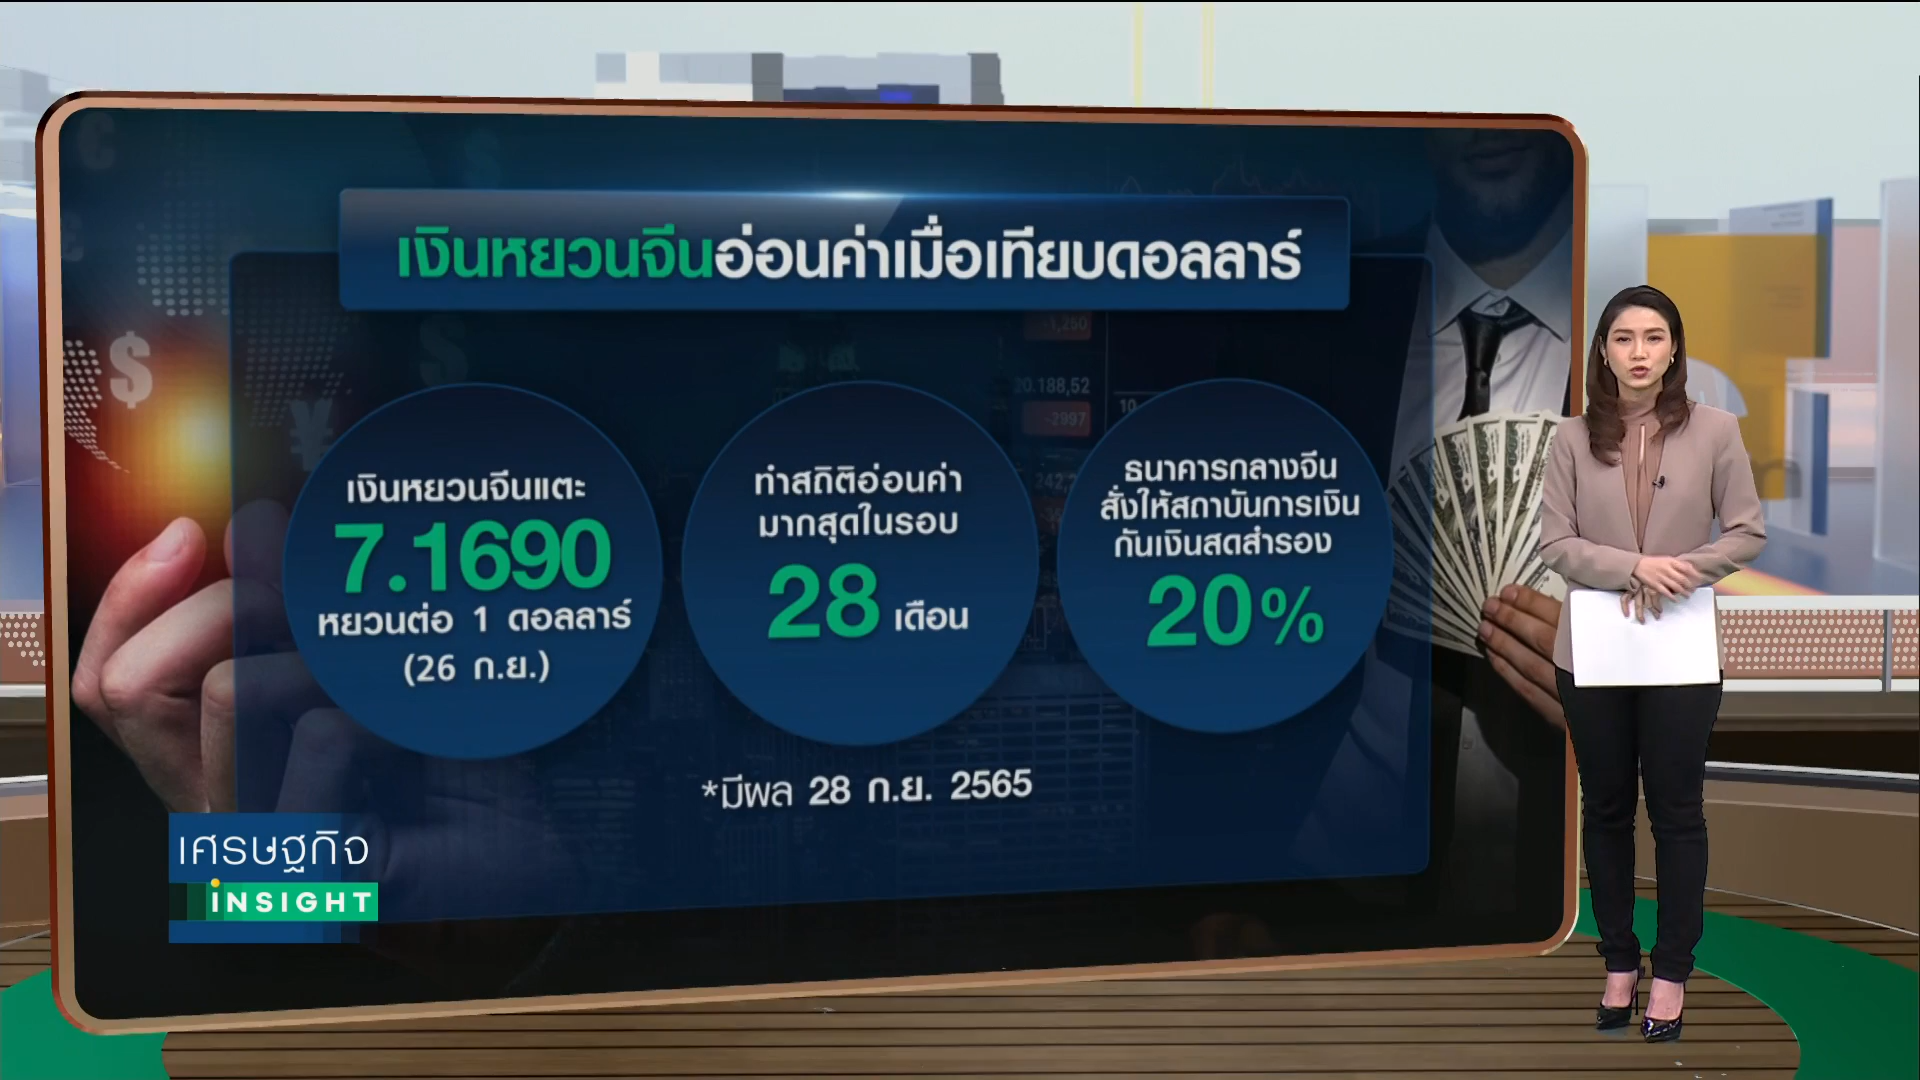 เงินหยวนจีนอ่อนค่าเมื่อเทียบดอลลาร์
เงินหยวนจีนแตะ
7.1690
หยวนต่อ 1 ดอลลาร์
(26 ก.ย.)
ทำสถิติอ่อนค่า
มากสุดในรอบ
28 เดือน
ธนาคารกลางจีน
สั่งให้สถาบันการเงิน
กันเงินสดสำรอง
20%
*มีผล 28 ก.ย. 2565
เศรษฐกิจ
INSIGHT
-1,250
20.188,52
-2897
10
$
$
¥